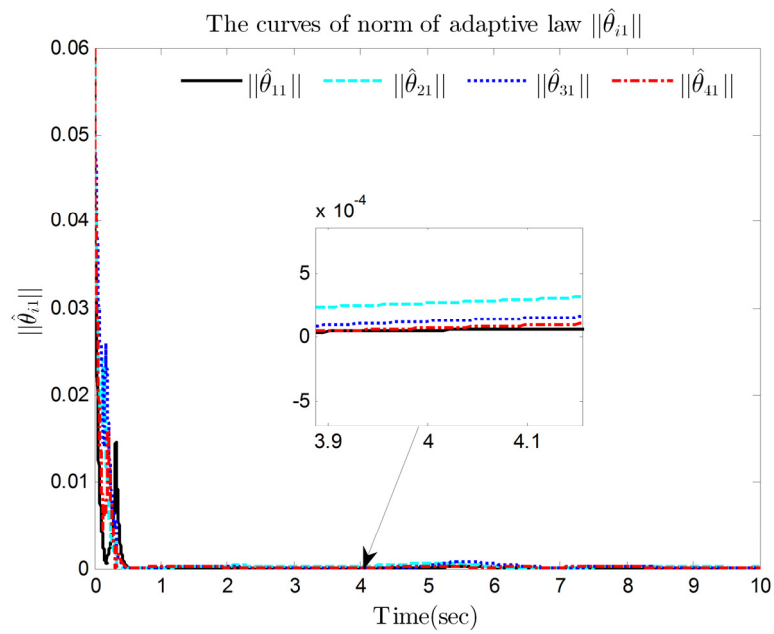 The curves of norm of adaptive law ||θ̂ᵢ₁||
||θ̂₁₁|| ||θ̂₂₁|| ||θ̂₃₁|| ||θ̂₄₁||
||θ̂ᵢ₁||
0.06
0.05
0.04
0.03
0.02
0.01
0
x 10⁻⁴
5
0
-5
3.9 4 4.1
0 1 2 3 4 5 6 7 8 9 10
Time(sec)